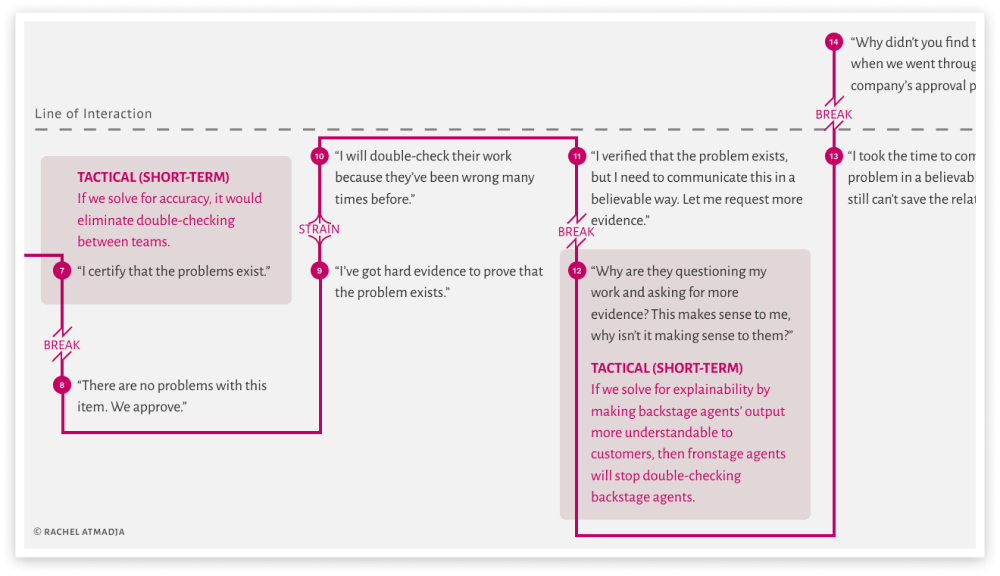 14
“Why didn't you find t
when we went throug
company's approval p
BREAK
Line of Interaction
TACTICAL (SHORT-TERM)
If we solve for accuracy, it would
eliminate double-checking
between teams.
7
“I certify that the problems exist.”
BREAK
8
“There are no problems with this
item. We approve.”
10
“I will double-check their work
because they've been wrong many
times before.”
STRAIN
9
“I've got hard evidence to prove that
the problem exists.”
11
“I verified that the problem exists,
but I need to communicate this in a
believable way. Let me request more
evidence.”
BREAK
12
“Why are they questioning my
work and asking for more
evidence? This makes sense to me,
why isn't it making sense to them?”
TACTICAL (SHORT-TERM)
If we solve for explainability by
making backstage agents' output
more understandable to
customers, then fronstage agents
will stop double-checking
backstage agents.
13
“I took the time to com
problem in a believabl
still can't save the relat
© RACHEL ATMADJA